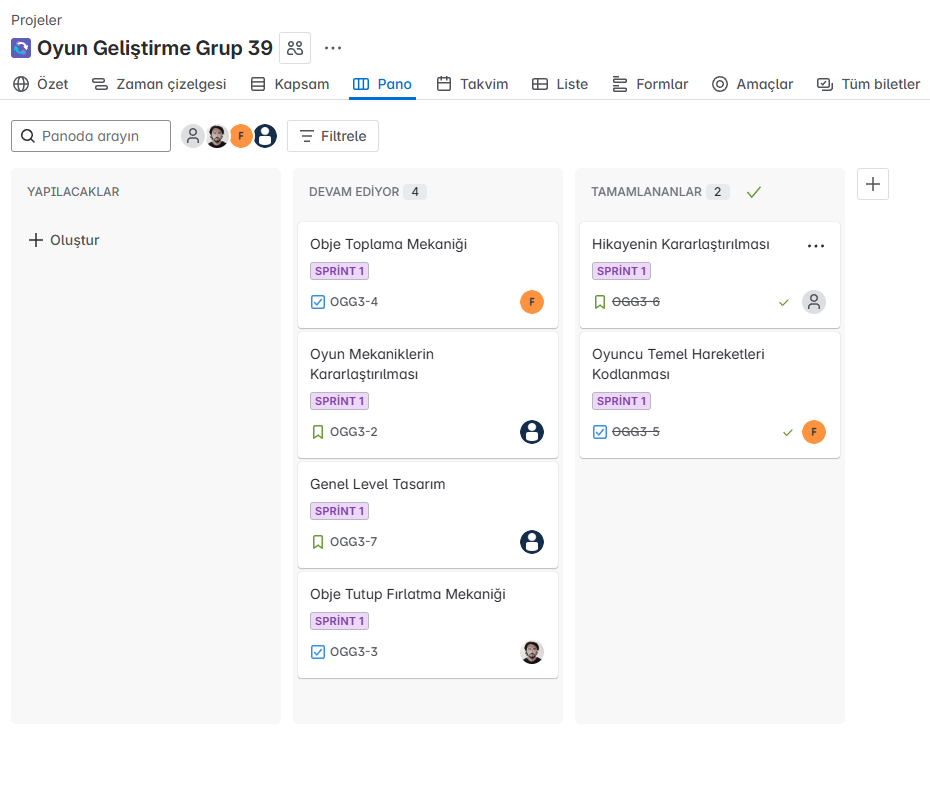 Projeler
Oyun Geliştirme Grup 39
Özet Zaman çizelgesi Kapsam Pano Takvim Liste Formlar Amaçlar Tüm biletler
Panoda arayın F Filtrele
YAPILACAKLAR
Oluştur
DEVAM EDİYOR 4
Obje Toplama Mekaniği
SPRİNT 1
OGG3-4 F
Oyun Mekaniklerin
Kararlaştırılması
SPRİNT 1
OGG3-2
Genel Level Tasarım
SPRİNT 1
OGG3-7
Obje Tutup Fırlatma Mekaniği
SPRİNT 1
OGG3-3
TAMAMLANANLAR 2
Hikayenin Kararlaştırılması
SPRİNT 1
OGG3-6
Oyuncu Temel Hareketleri
Kodlanması
SPRİNT 1
OGG3-5 F